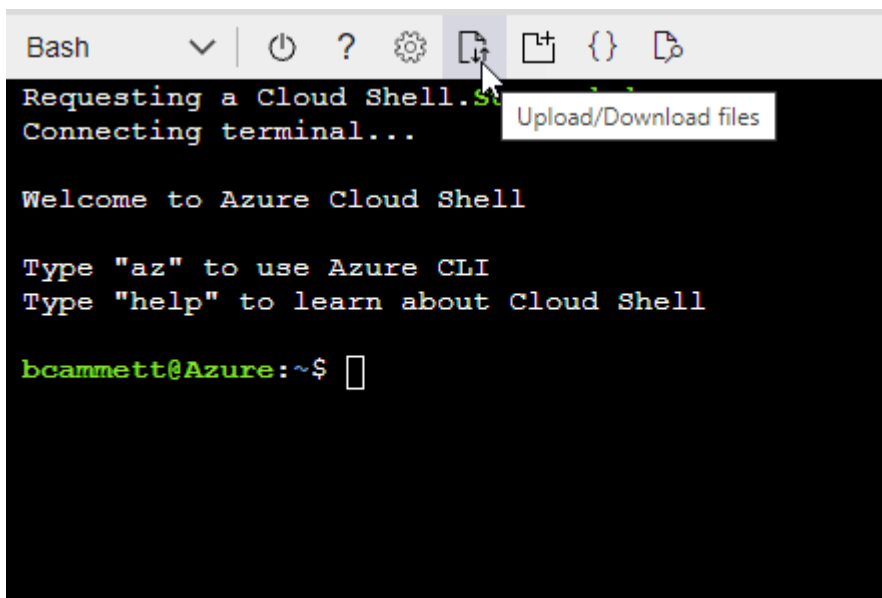 Bash
?
{}
Requesting a Cloud Shell.
Upload/Download files
Connecting terminal...
Welcome to Azure Cloud Shell
Type "az" to use Azure CLI
Type "help" to learn about Cloud Shell
bcammett@Azure:~$